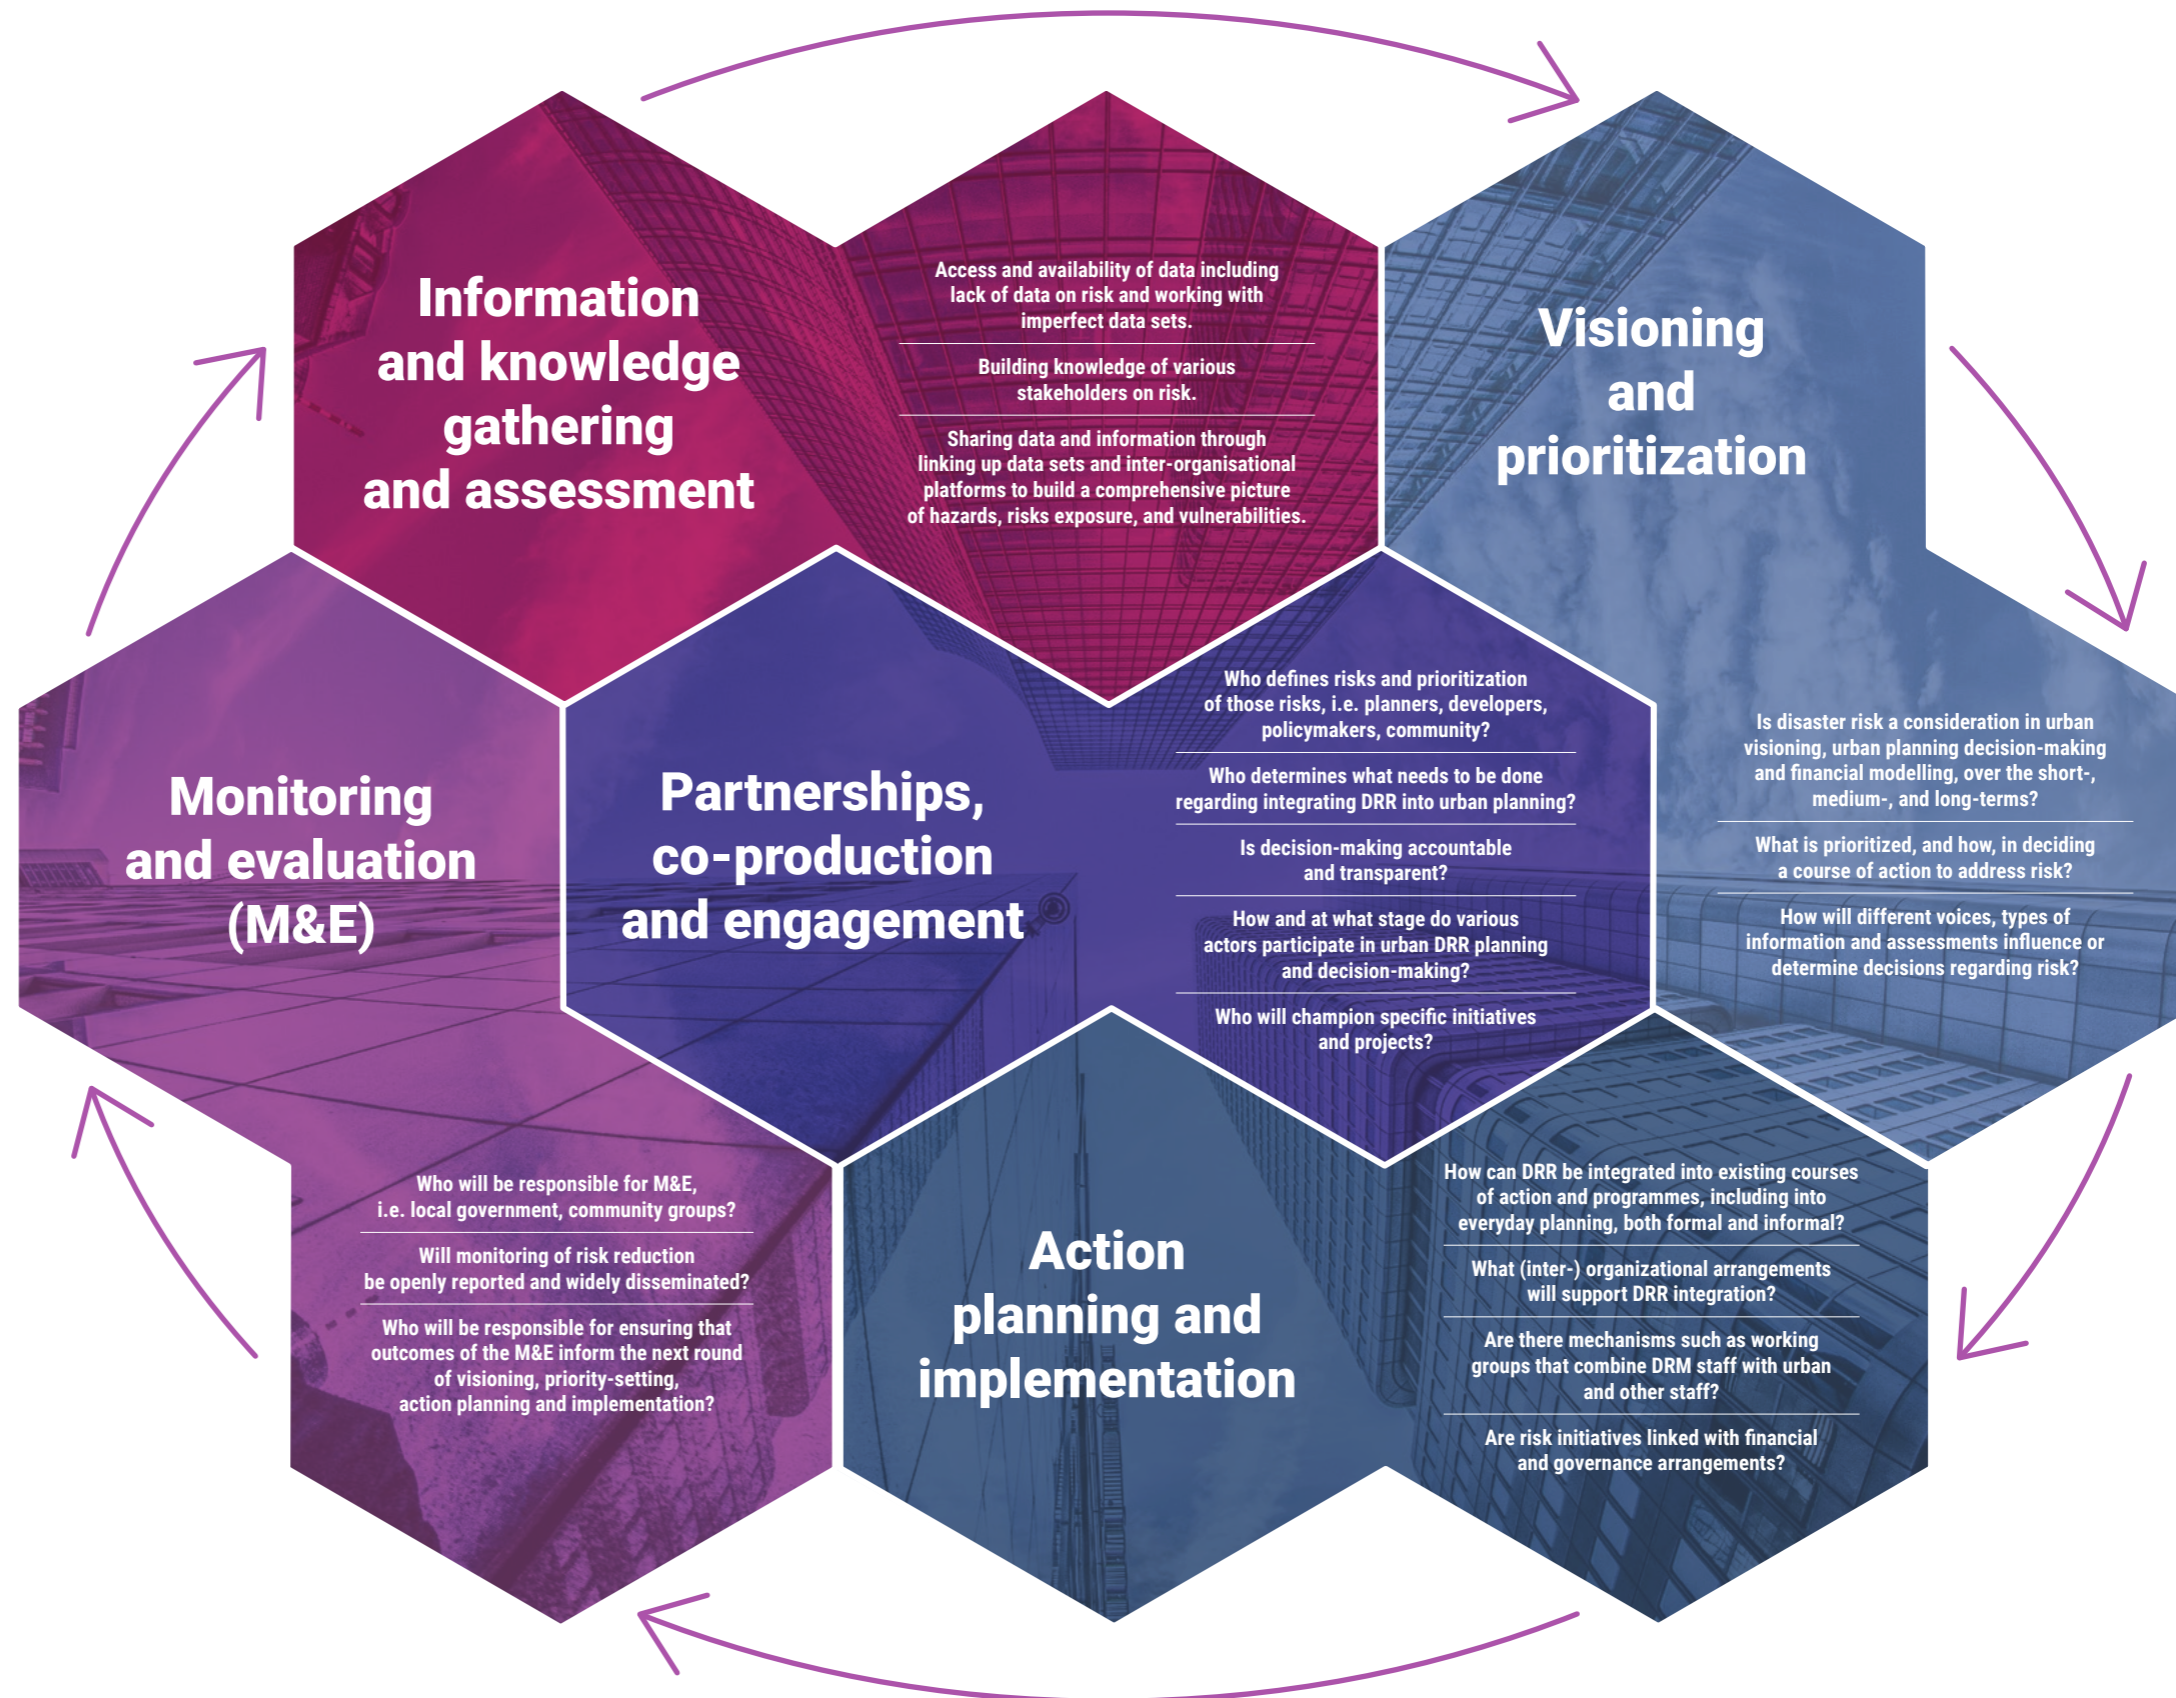 Information
and knowledge
gathering
and assessment
Access and availability of data including
lack of data on risk and working with
imperfect data sets.
Building knowledge of various
stakeholders on risk.
Sharing data and information through
linking up data sets and inter-organisational
platforms to build a comprehensive picture
of hazards, risks exposure, and vulnerabilities.
Visioning
and
prioritization
Is disaster risk a consideration in urban
visioning, urban planning decision-making
and financial modelling, over the short-,
medium-, and long-terms?
What is prioritized, and how, in deciding
a course of action to address risk?
How will different voices, types of
information and assessments influence or
determine decisions regarding risk?
Partnerships,
co-production
and engagement
Who defines risks and prioritization
of those risks, i.e. planners, developers,
policymakers, community?
Who determines what needs to be done
regarding integrating DRR into urban planning?
Is decision-making accountable
and transparent?
How and at what stage do various
actors participate in urban DRR planning
and decision-making?
Who will champion specific initiatives
and projects?
Monitoring
and evaluation
(M&E)
Who will be responsible for M&E,
i.e. local government, community groups?
Will monitoring of risk reduction
be openly reported and widely disseminated?
Who will be responsible for ensuring that
outcomes of the M&E inform the next round
of visioning, priority-setting,
action planning and implementation?
Action
planning and
implementation
How can DRR be integrated into existing courses
of action and programmes, including into
everyday planning, both formal and informal?
What (inter-) organizational arrangements
will support DRR integration?
Are there mechanisms such as working
groups that combine DRM staff with urban
and other staff?
Are risk initiatives linked with financial
and governance arrangements?